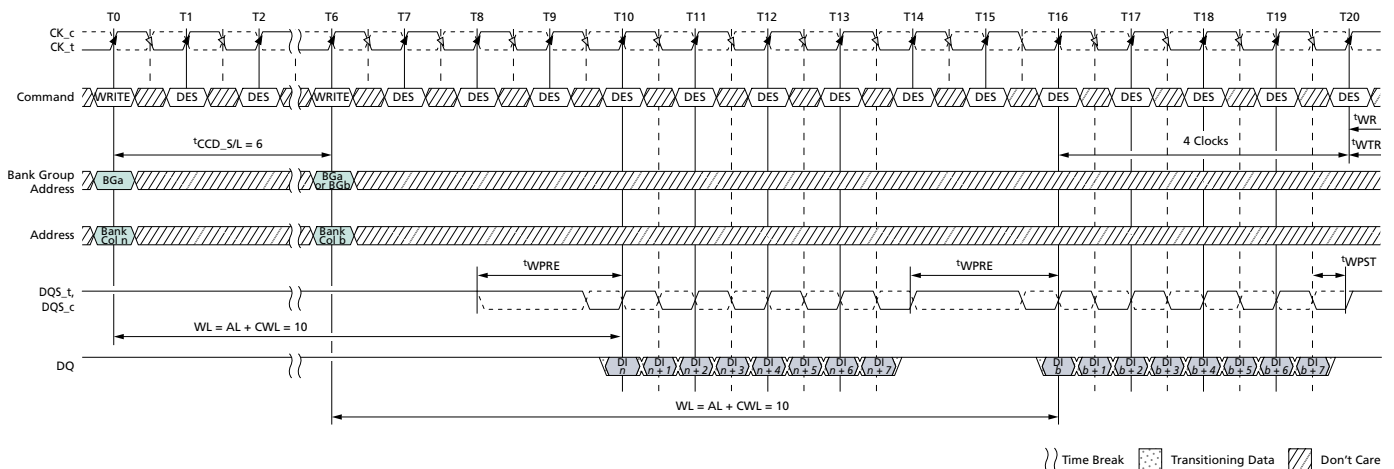 T0 T1 T2 T6 T7 T8 T9 T10 T11 T12 T13 T14 T15 T16 T17 T18 T19 T20
CK_c
CK_t
Command WRITE DES DES WRITE DES DES DES DES DES DES DES DES DES DES DES DES DES DES
tWR
tCCD_S/L = 6 4 Clocks tWTR
Bank Group
Address
BGa
BGa
or BGb
Address
Bank
Col n
Bank
Col b
tWPRE tWPRE tWPST
DQS_t,
DQS_c
WL = AL + CWL = 10
DQ
DI
n
DI
n + 1
DI
n + 2
DI
n + 3
DI
n + 4
DI
n + 5
DI
n + 6
DI
n + 7
DI
b
DI
b + 1
DI
b + 2
DI
b + 3
DI
b + 4
DI
b + 5
DI
b + 6
DI
b + 7
WL = AL + CWL = 10
Time Break Transitioning Data Don't Care